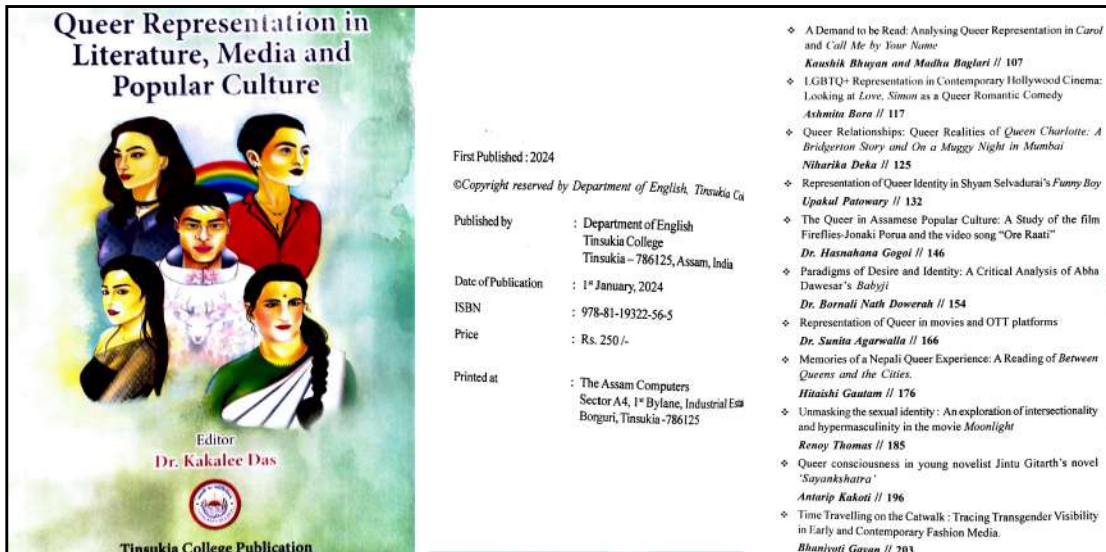 Queer Representation in
Literature, Media and
Popular Culture
Editor
Dr. Kakalee Das
Tinsukia College Publication
First Published : 2024
©Copyright reserved by Department of English, Tinsukia Col
Published by : Department of English
Tinsukia College
Tinsukia – 786125, Assam, India
Date of Publication : 1st January, 2024
ISBN : 978-81-19322-56-5
Price : Rs. 250 /-
Printed at : The Assam Computers
Sector A4, 1st Bylane, Industrial Esta
Borguri, Tinsukia -786125
❖ A Demand to be Read: Analysing Queer Representation in Carol
and Call Me by Your Name
Kaushik Bhuyan and Madhu Baglari // 107
❖ LGBTQ+ Representation in Contemporary Hollywood Cinema:
Looking at Love, Simon as a Queer Romantic Comedy
Ashmita Bora // 117
❖ Queer Relationships: Queer Realities of Queen Charlotte: A
Bridgerton Story and On a Muggy Night in Mumbai
Niharika Deka // 125
❖ Representation of Queer Identity in Shyam Selvadurai's Funny Boy
Upakul Patowary // 132
❖ The Queer in Assamese Popular Culture: A Study of the film
Fireflies-Jonaki Porua and the video song "Ore Raati"
Dr. Hasnahana Gogoi // 146
❖ Paradigms of Desire and Identity: A Critical Analysis of Abha
Dawesar's Babyji
Dr. Bornali Nath Dowerah // 154
❖ Representation of Queer in movies and OTT platforms
Dr. Sunita Agarwalla // 166
❖ Memories of a Nepali Queer Experience: A Reading of Between
Queens and the Cities.
Hitaishi Gautam // 176
❖ Unmasking the sexual identity : An exploration of intersectionality
and hypermasculinity in the movie Moonlight
Renoy Thomas // 185
❖ Queer consciousness in young novelist Jintu Gitarth's novel
'Sayankshatra'
Antarip Kakoti // 196
❖ Time Travelling on the Catwalk : Tracing Transgender Visibility
in Early and Contemporary Fashion Media.
Bhanjyoti Gayan // 203